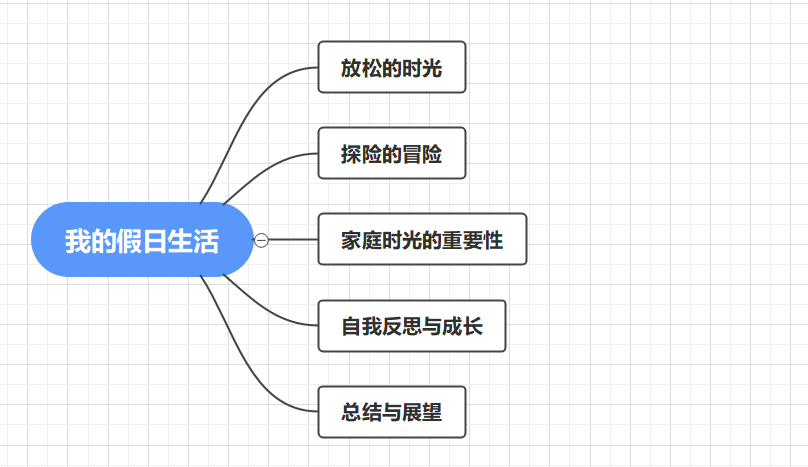 我的假日生活
放松的时光
探险的冒险
家庭时光的重要性
自我反思与成长
总结与展望